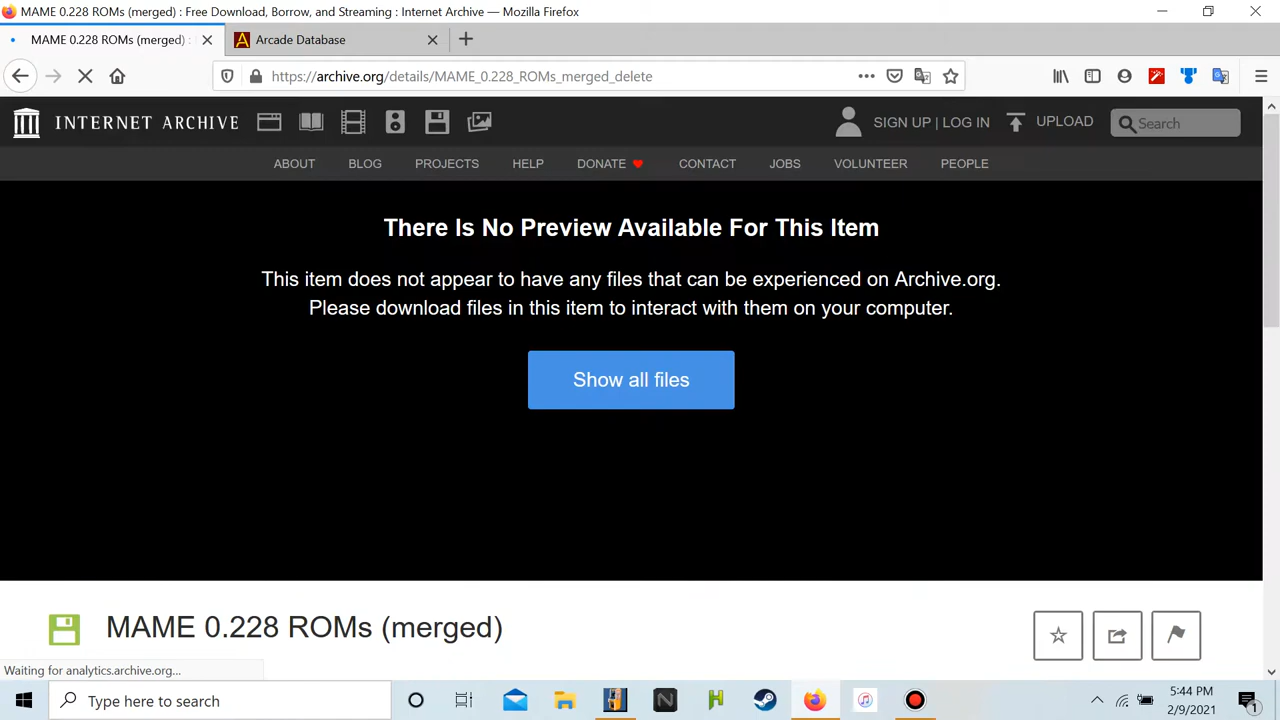 MAME 0.228 ROMs (merged) : Free Download, Borrow, and Streaming : Internet Archive — Mozilla Firefox
MAME 0.228 ROMs (merged) :
Arcade Database
https://archive.org/details/MAME_0.228_ROMs_merged_delete
INTERNET ARCHIVE
SIGN UP | LOG IN
UPLOAD
Search
ABOUT BLOG PROJECTS HELP DONATE CONTACT JOBS VOLUNTEER PEOPLE
There Is No Preview Available For This Item
This item does not appear to have any files that can be experienced on Archive.org.
Please download files in this item to interact with them on your computer.
Show all files
MAME 0.228 ROMs (merged)
Waiting for analytics.archive.org...
Type here to search
5:44 PM
2/9/2021
1